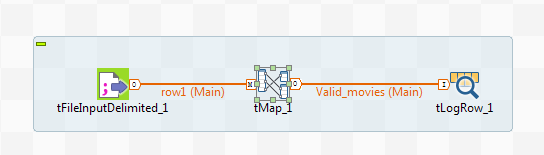 row1 (Main)
Valid_movies (Main)
tFileInputDelimited_1
tMap_1
tLogRow_1